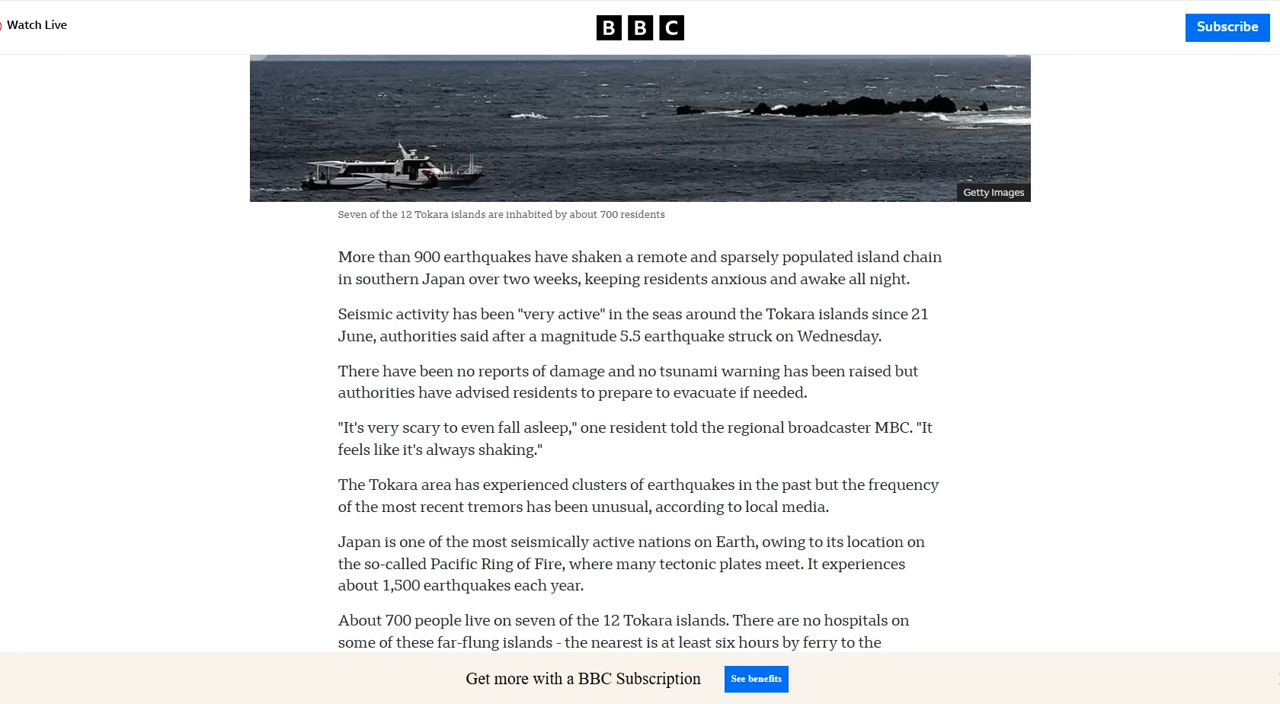 Watch Live
BBC
Subscribe
Getty Images
Seven of the 12 Tokara islands are inhabited by about 700 residents
More than 900 earthquakes have shaken a remote and sparsely populated island chain
in southern Japan over two weeks, keeping residents anxious and awake all night.
Seismic activity has been "very active" in the seas around the Tokara islands since 21
June, authorities said after a magnitude 5.5 earthquake struck on Wednesday.
There have been no reports of damage and no tsunami warning has been raised but
authorities have advised residents to prepare to evacuate if needed.
"It's very scary to even fall asleep," one resident told the regional broadcaster MBC. "It
feels like it's always shaking."
The Tokara area has experienced clusters of earthquakes in the past but the frequency
of the most recent tremors has been unusual, according to local media.
Japan is one of the most seismically active nations on Earth, owing to its location on
the so-called Pacific Ring of Fire, where many tectonic plates meet. It experiences
about 1,500 earthquakes each year.
About 700 people live on seven of the 12 Tokara islands. There are no hospitals on
some of these far-flung islands - the nearest is at least six hours by ferry to the
Get more with a BBC Subscription
See benefits